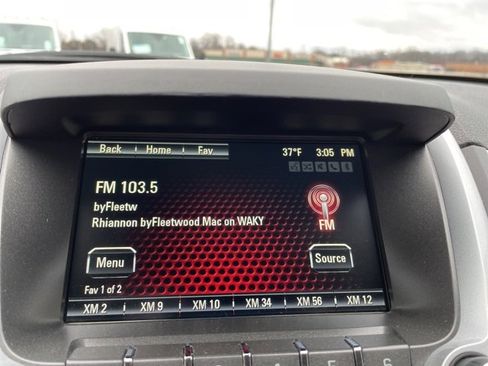 Back Home Fav 37°F 3:05 PM
FM 103.5
byFleetw
Rhiannon byFleetwood Mac on WAKY
FM
Menu Source
Fav 1 of 2
XM 2 XM 9 XM 10 XM 34 XM 56 XM 12